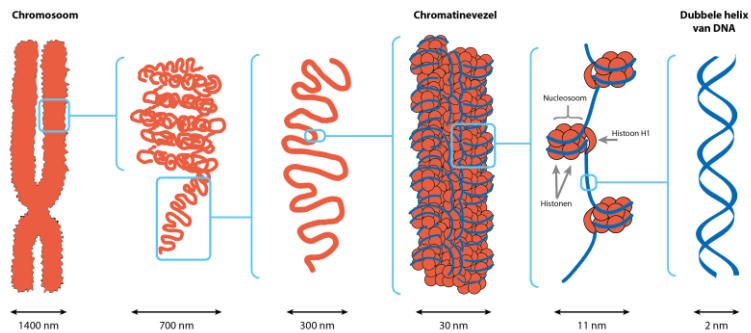 Chromosoom
Chromatinevezel
Dubbele helix
van DNA
Nucleosoom
Histoon H1
Histonen
1400 nm
700 nm
300 nm
30 nm
11 nm
2 nm